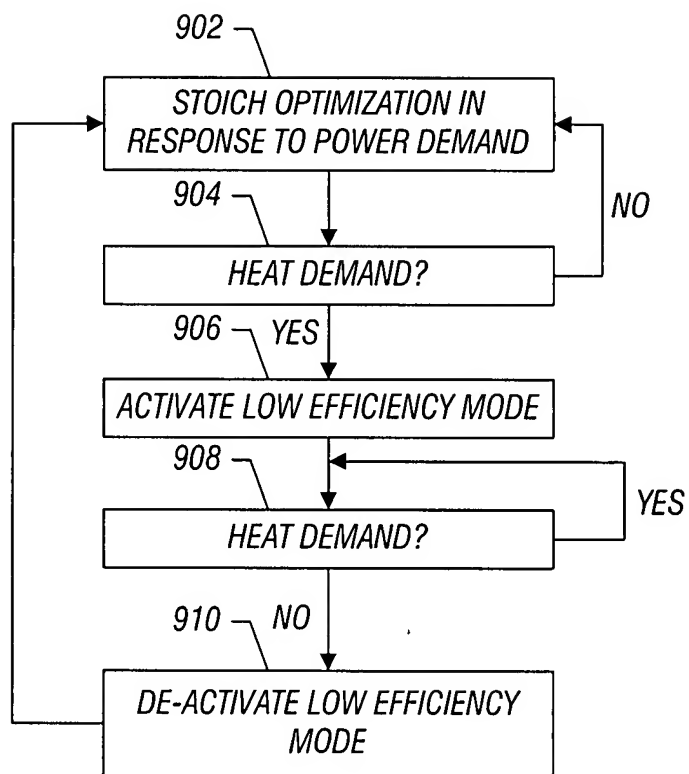 902
STOICH OPTIMIZATION IN
RESPONSE TO POWER DEMAND
904
NO
HEAT DEMAND?
906
YES
ACTIVATE LOW EFFICIENCY MODE
908
YES
HEAT DEMAND?
910
NO
DE-ACTIVATE LOW EFFICIENCY
MODE